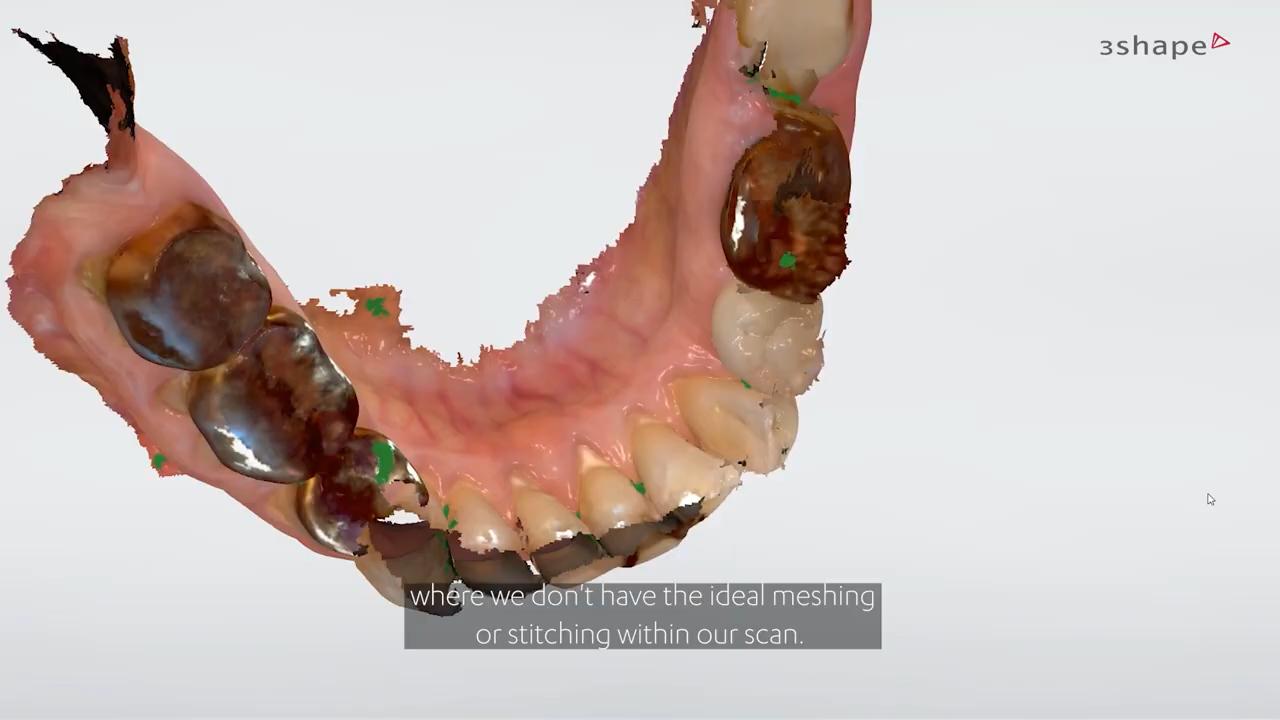 3shape
where we don't have the ideal meshing
or stitching within our scan.